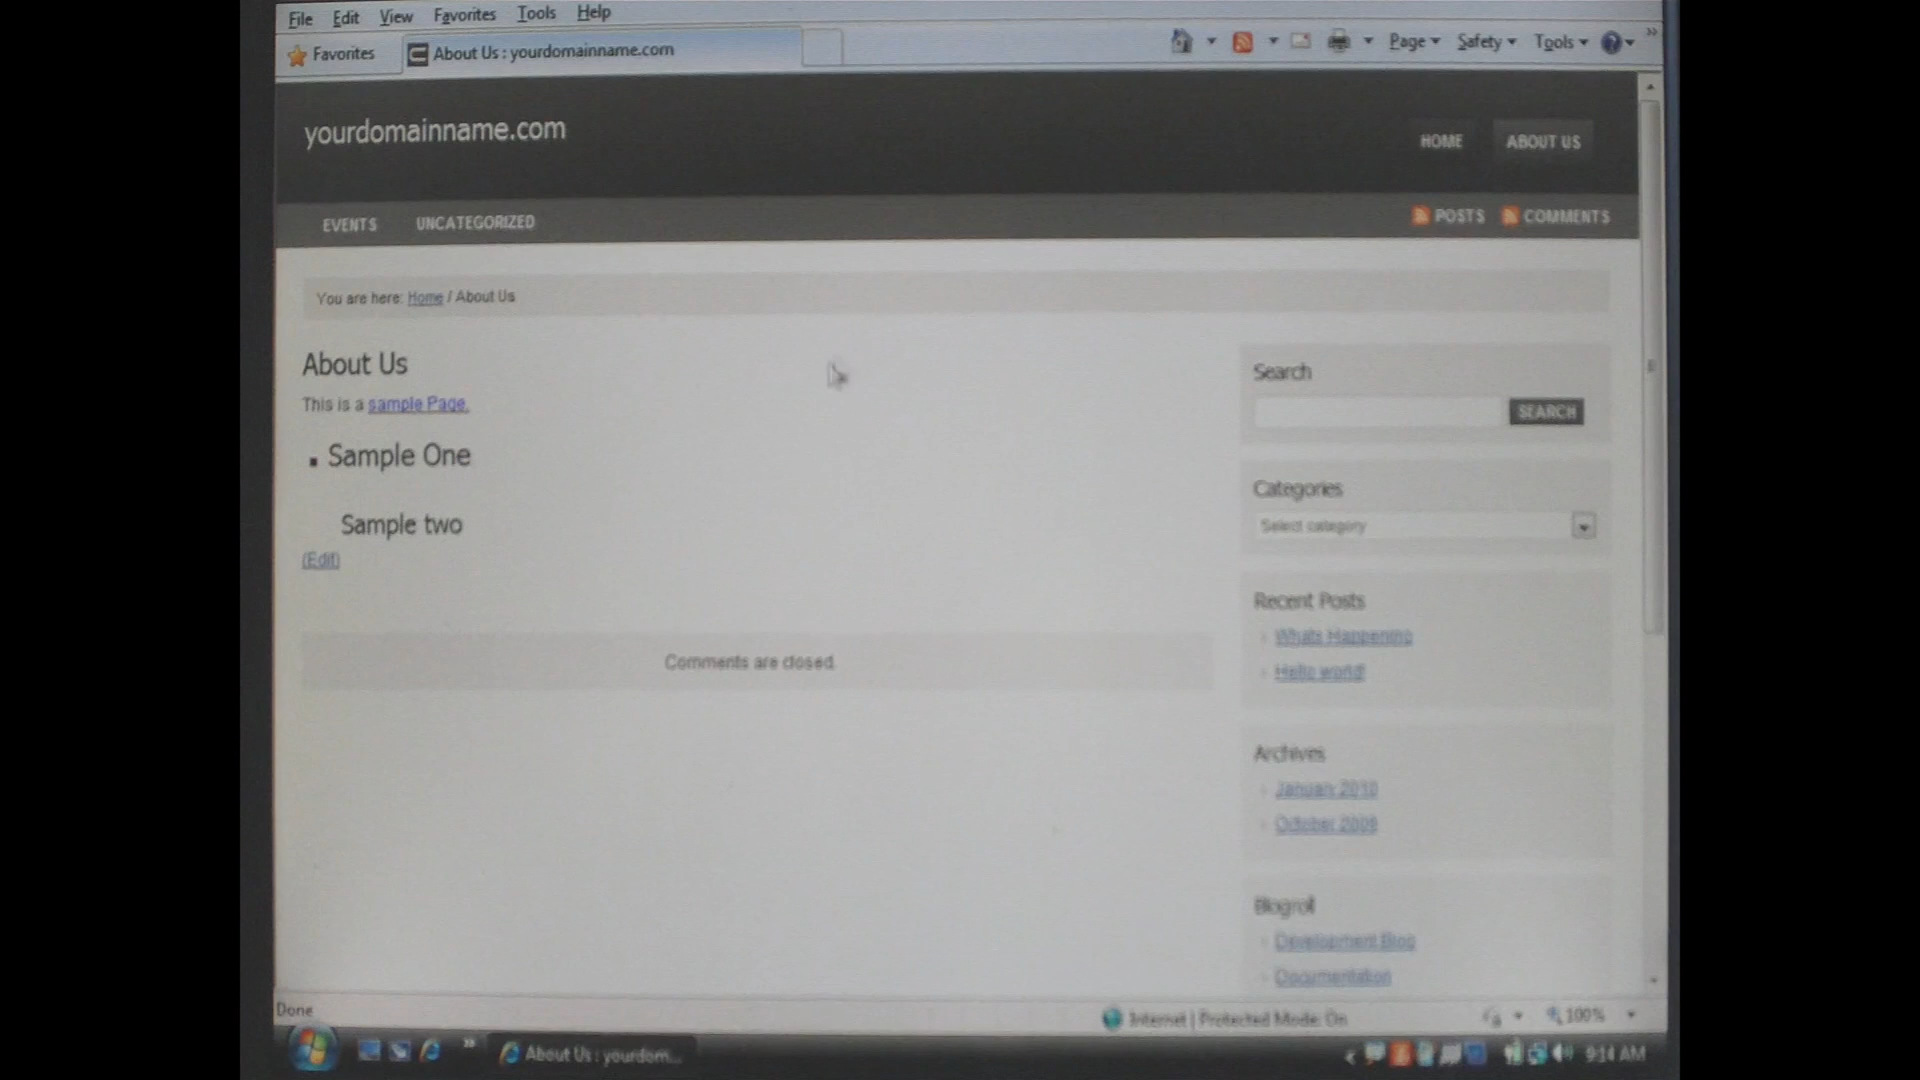 File Edit View Favorites Tools Help
Favorites About Us : yourdomainname.com Page Safety Tools
yourdomainname.com
HOME ABOUT US
EVENTS UNCATEGORIZED POSTS COMMENTS
You are here: Home / About Us
About Us
This is a sample Page.
Sample One
Sample two
(Edit)
Comments are closed.
Search
SEARCH
Categories
Select category
Recent Posts
Whats Happening
Hello world!
Archives
January 2010
October 2009
Blogroll
Development Blog
Documentation
Done Internet | Protected Mode: On 100%
About Us : yourdom... 9:14 AM